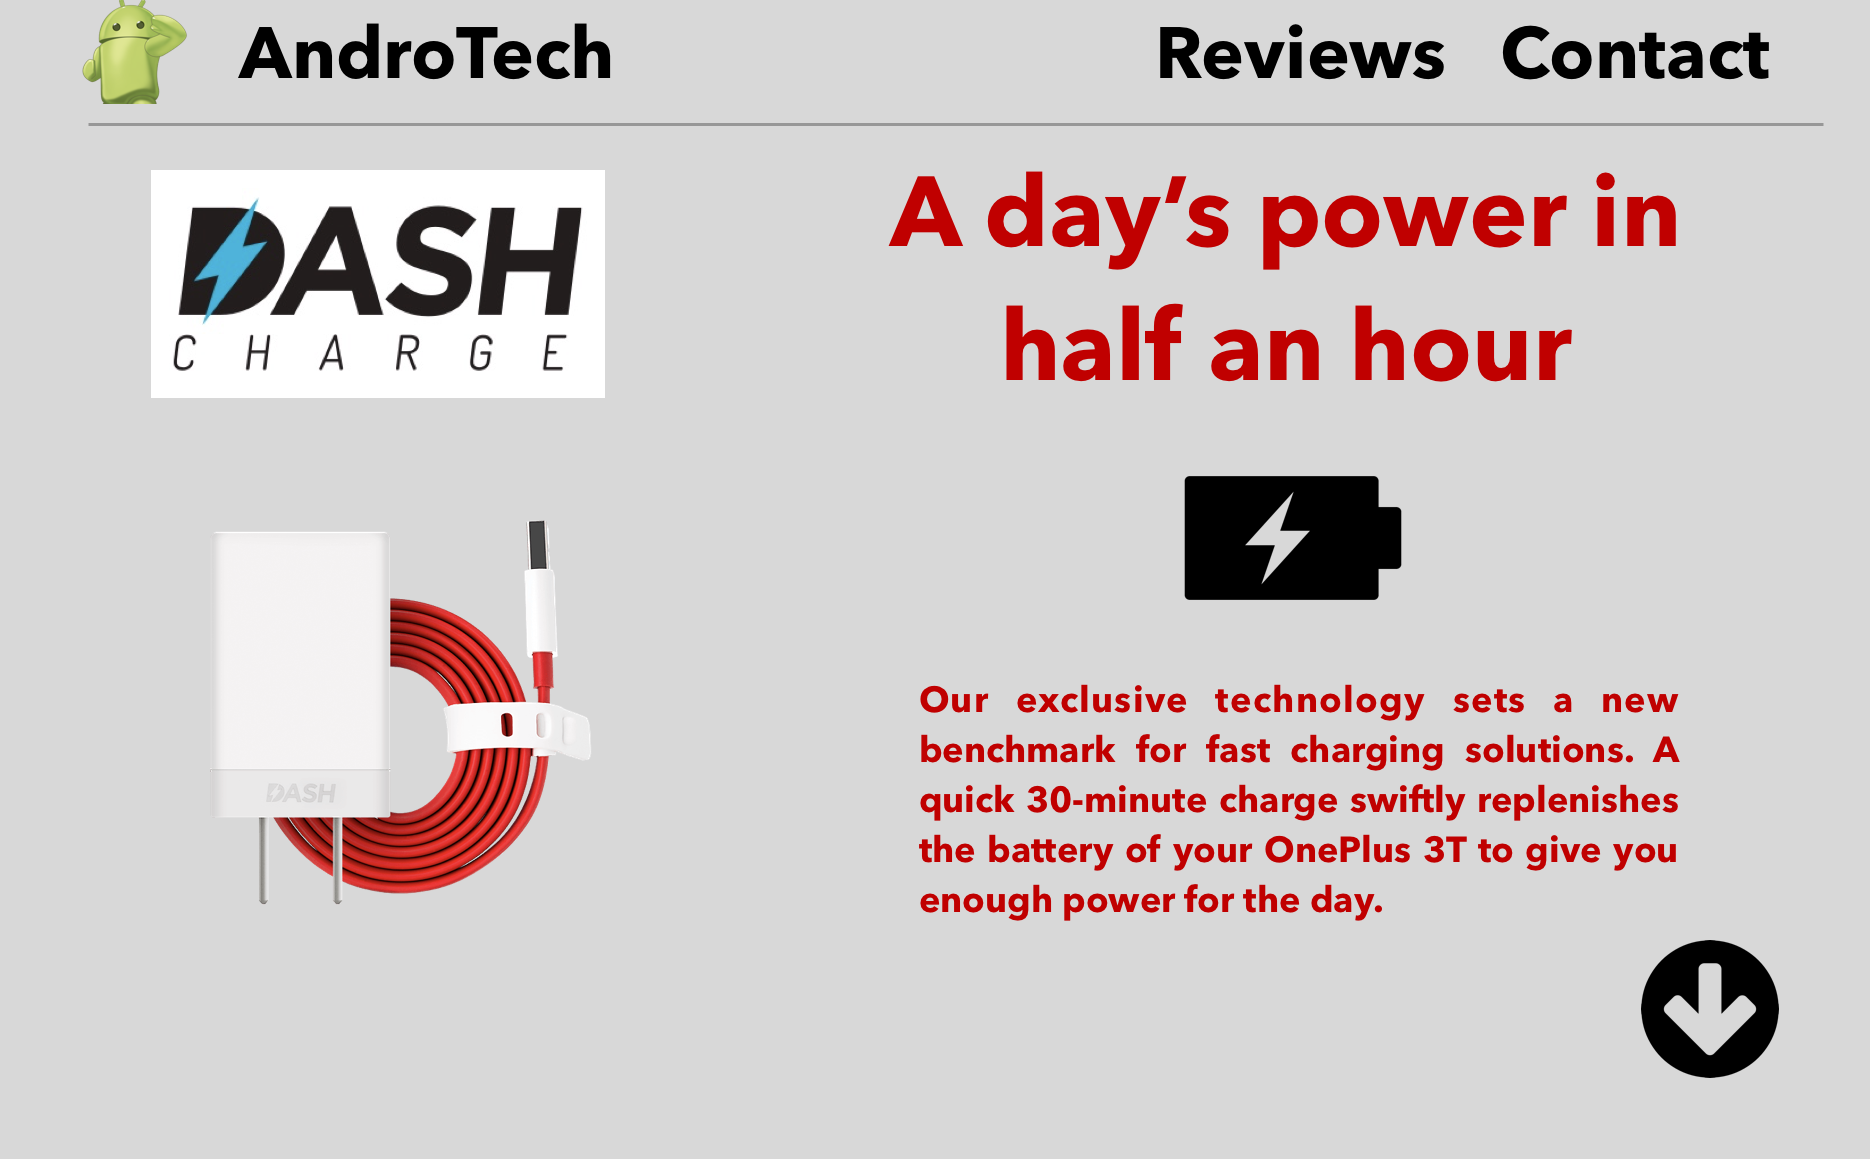 AndroTech
Reviews Contact
DASH
CHARGE
A day’s power in
half an hour
DASH
Our exclusive technology sets a new
benchmark for fast charging solutions. A
quick 30-minute charge swiftly replenishes
the battery of your OnePlus 3T to give you
enough power for the day.